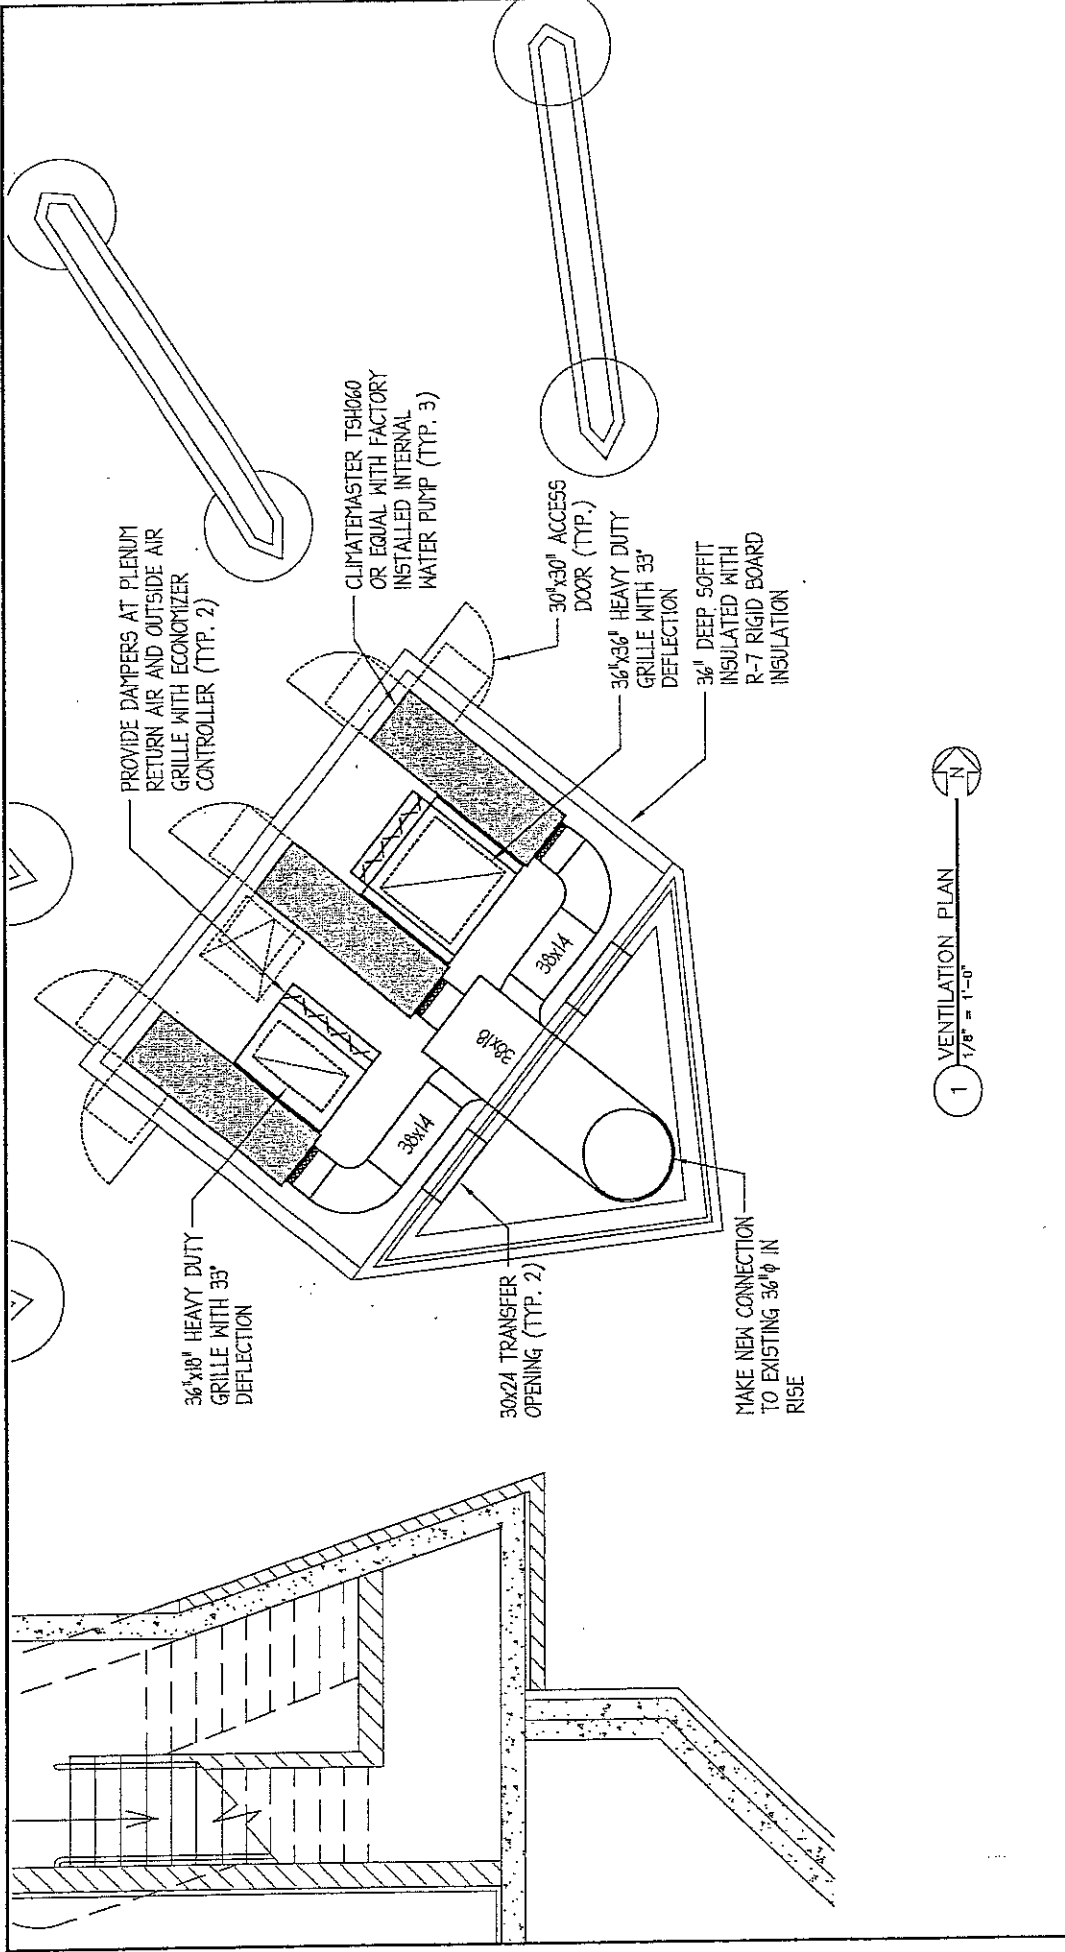 PROVIDE DAMPERS AT PLENUM
RETURN AIR AND OUTSIDE AIR
GRILLE WITH ECONOMIZER
CONTROLLER (TYP. 2)
CLIMATEMASTER TSH060
OR EQUAL WITH FACTORY
INSTALLED INTERNAL
WATER PUMP (TYP. 3)
36"x18" HEAVY DUTY
GRILLE WITH 33°
DEFLECTION
30"x30" ACCESS
DOOR (TYP.)
36"x36" HEAVY DUTY
GRILLE WITH 33°
DEFLECTION
36" DEEP SOFFIT
INSULATED WITH
R-7 RIGID BOARD
INSULATION
38x14
38x18
38x14
30x24 TRANSFER
OPENING (TYP. 2)
MAKE NEW CONNECTION
TO EXISTING 36"φ IN
RISE
1
VENTILATION PLAN
1/8" = 1'-0"
N